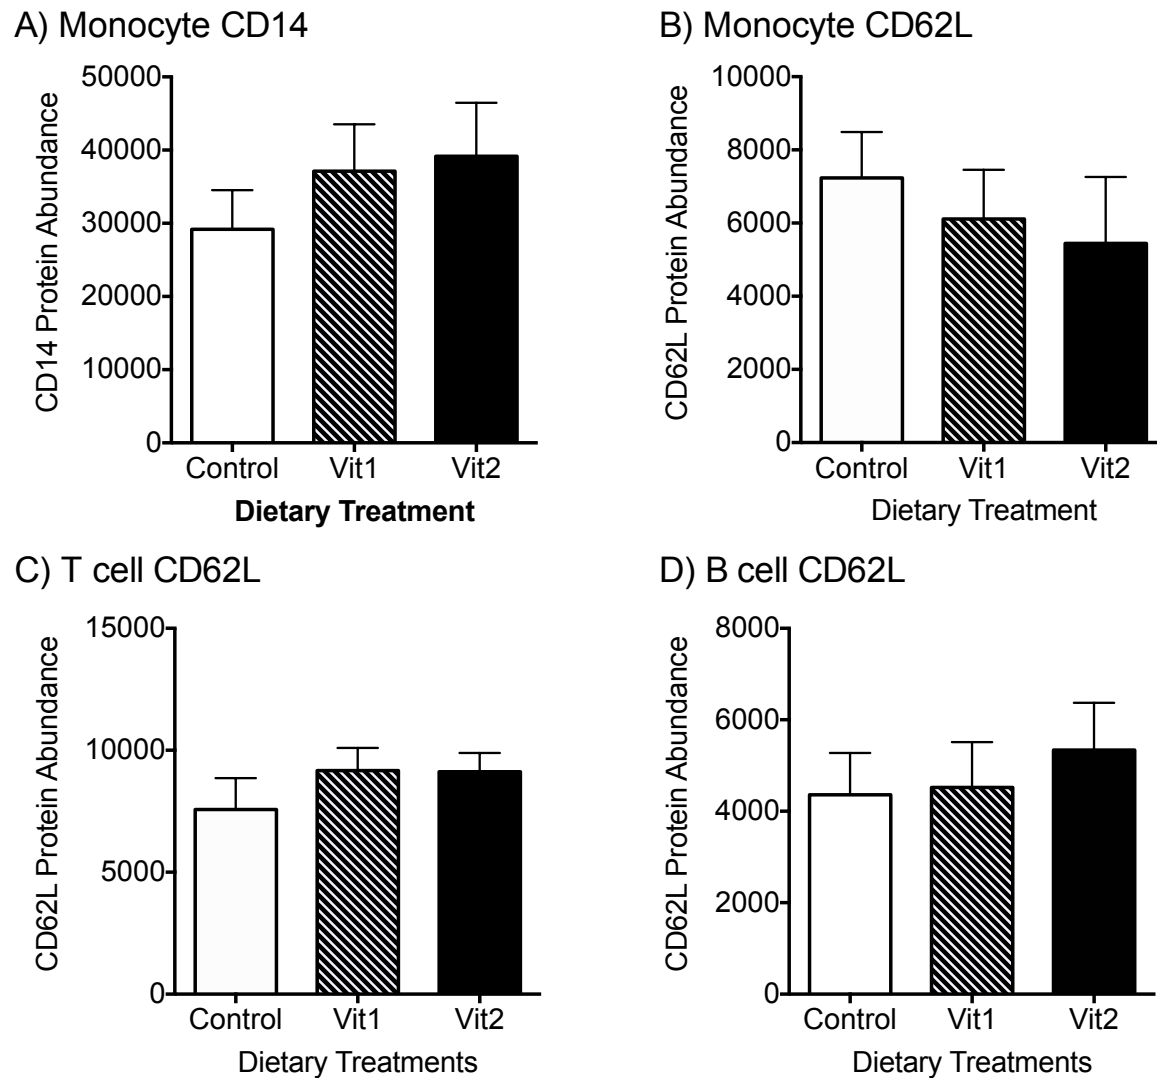 A) Monocyte CD14
CD14 Protein Abundance
50000
40000
30000
20000
10000
0
Control Vit1 Vit2
Dietary Treatment
B) Monocyte CD62L
CD62L Protein Abundance
10000
8000
6000
4000
2000
0
Control Vit1 Vit2
Dietary Treatment
C) T cell CD62L
CD62L Protein Abundance
15000
10000
5000
0
Control Vit1 Vit2
Dietary Treatments
D) B cell CD62L
CD62L Protein Abundance
8000
6000
4000
2000
0
Control Vit1 Vit2
Dietary Treatments